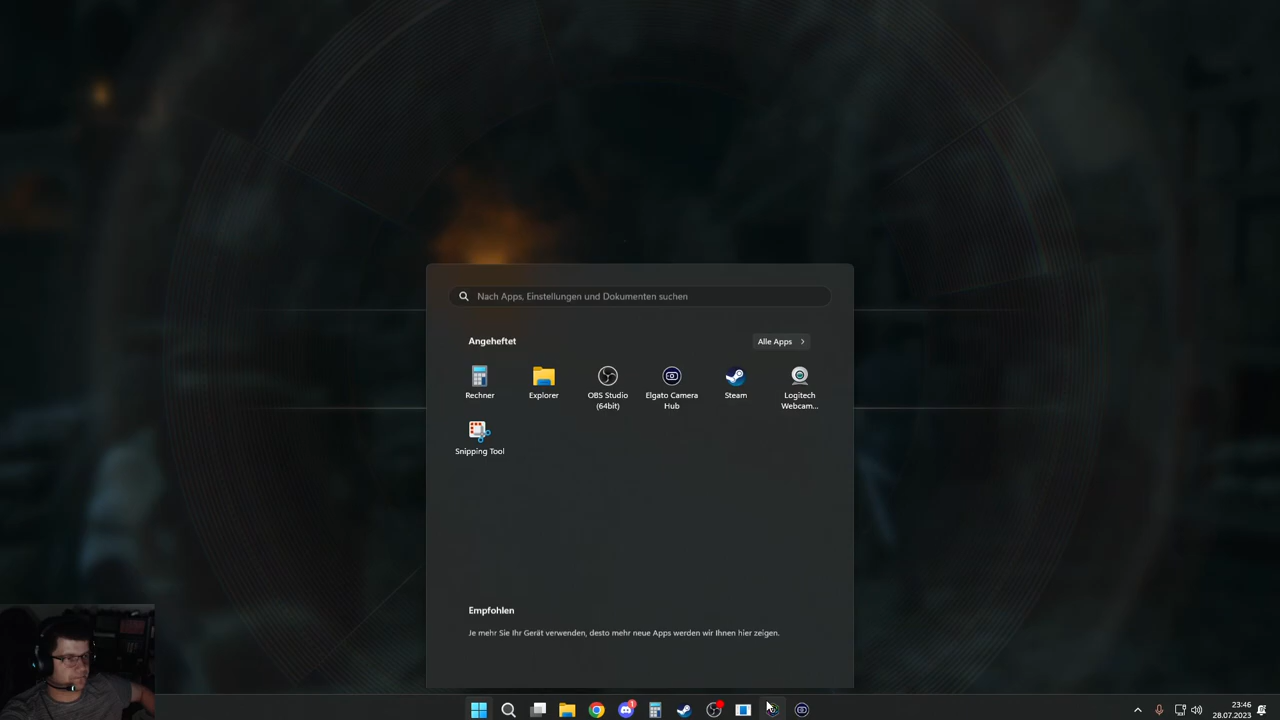 Nach Apps, Einstellungen und Dokumenten suchen
Angeheftet
Alle Apps
Rechner
Explorer
OBS Studio
(64bit)
Elgato Camera
Hub
Steam
Logitech
Webcam...
Snipping Tool
Empfohlen
Je mehr Sie Ihr Gerät verwenden, desto mehr neue Apps werden wir Ihnen hier zeigen.
1
23:46
28.07.2023